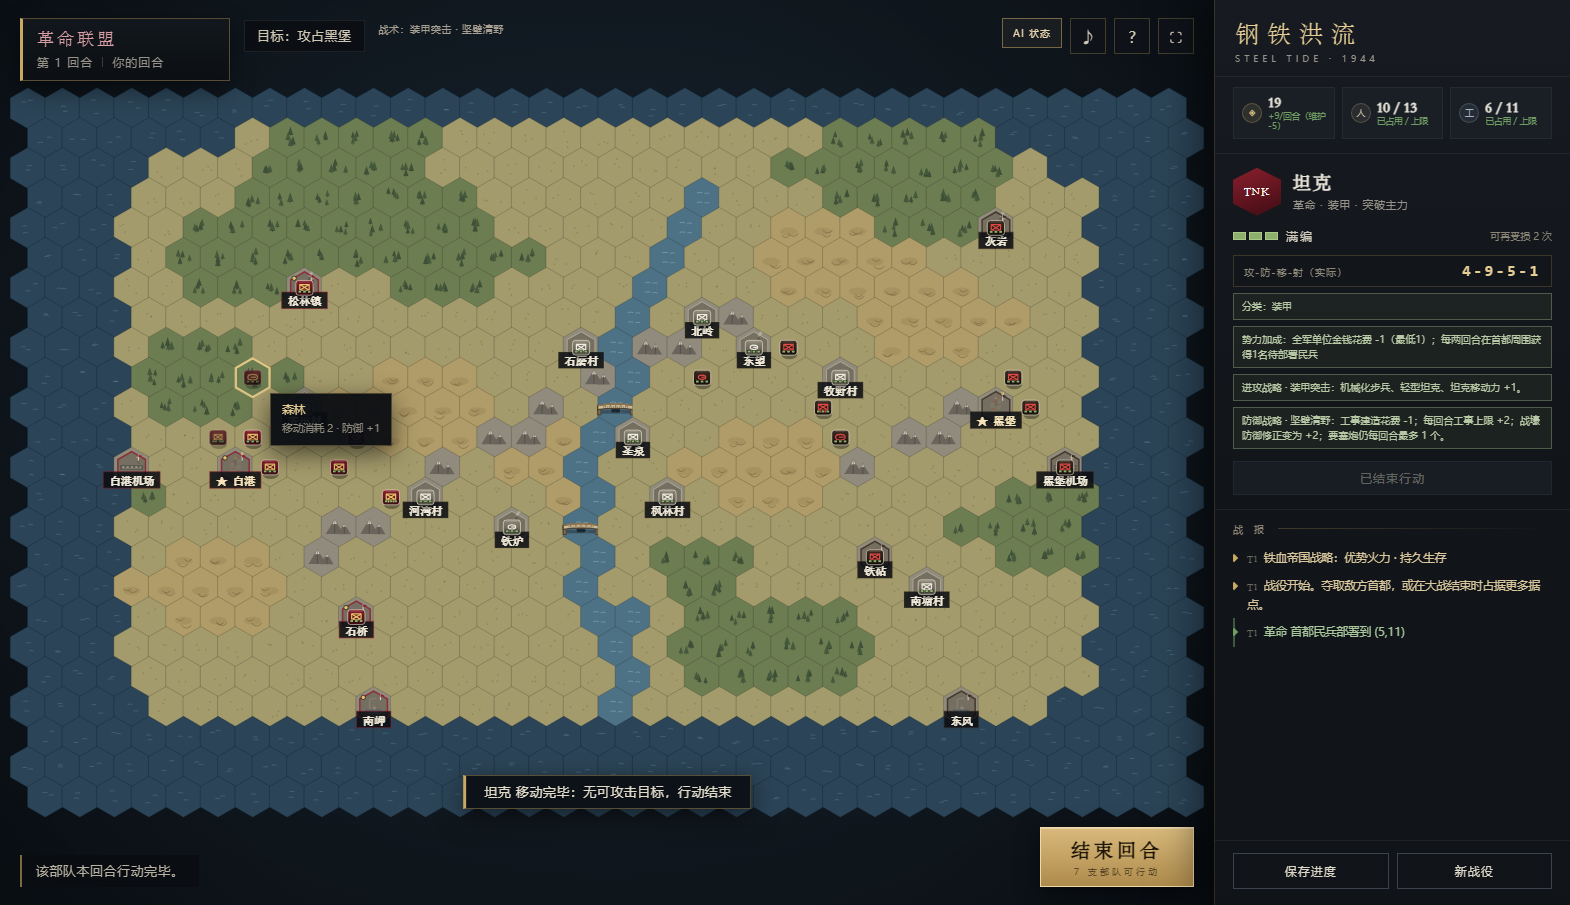 革命联盟
第 1 回合 | 你的回合
目标：攻占黑堡
战术：装甲突击 · 坚壁清野
AI 状态
?
钢铁洪流
STEEL TIDE · 1944
19
+9/回合（维护
-5）
人
10 / 13
已占用 / 上限
工
6 / 11
已占用 / 上限
TNK
坦克
革命 · 装甲 · 突破主力
满编
可再受损 2 次
攻-防-移-射（实际）
4 - 9 - 5 - 1
分类：装甲
势力加成：全军单位金钱花费 -1（最低1）；每两回合在首都周围获
得1名待部署民兵
进攻战略 · 装甲突击：机械化步兵、轻型坦克、坦克移动力 +1。
防御战略 · 坚壁清野：工事建造花费 -1；每回合工事上限 +2；战壕
防御修正变为 +2；要塞炮仍每回合最多 1 个。
已结束行动
战 报
T1 铁血帝国战略：优势火力 · 持久生存
T1 战役开始。夺取敌方首都，或在大战结束时占据更多据
点。
T1 革命 首都民兵部署到 (5,11)
保存进度
新战役
灰岩
松林镇
北岭
石磨村
东望
牧野村
★ 黑堡
森林
移动消耗 2 · 防御 +1
圣泉
白港机场
★ 白港
黑堡机场
河湾村
枫林村
铁炉
铁砧
南塘村
石桥
南岬
东风
坦克 移动完毕：无可攻击目标，行动结束
该部队本回合行动完毕。
结束回合
7 支部队可行动